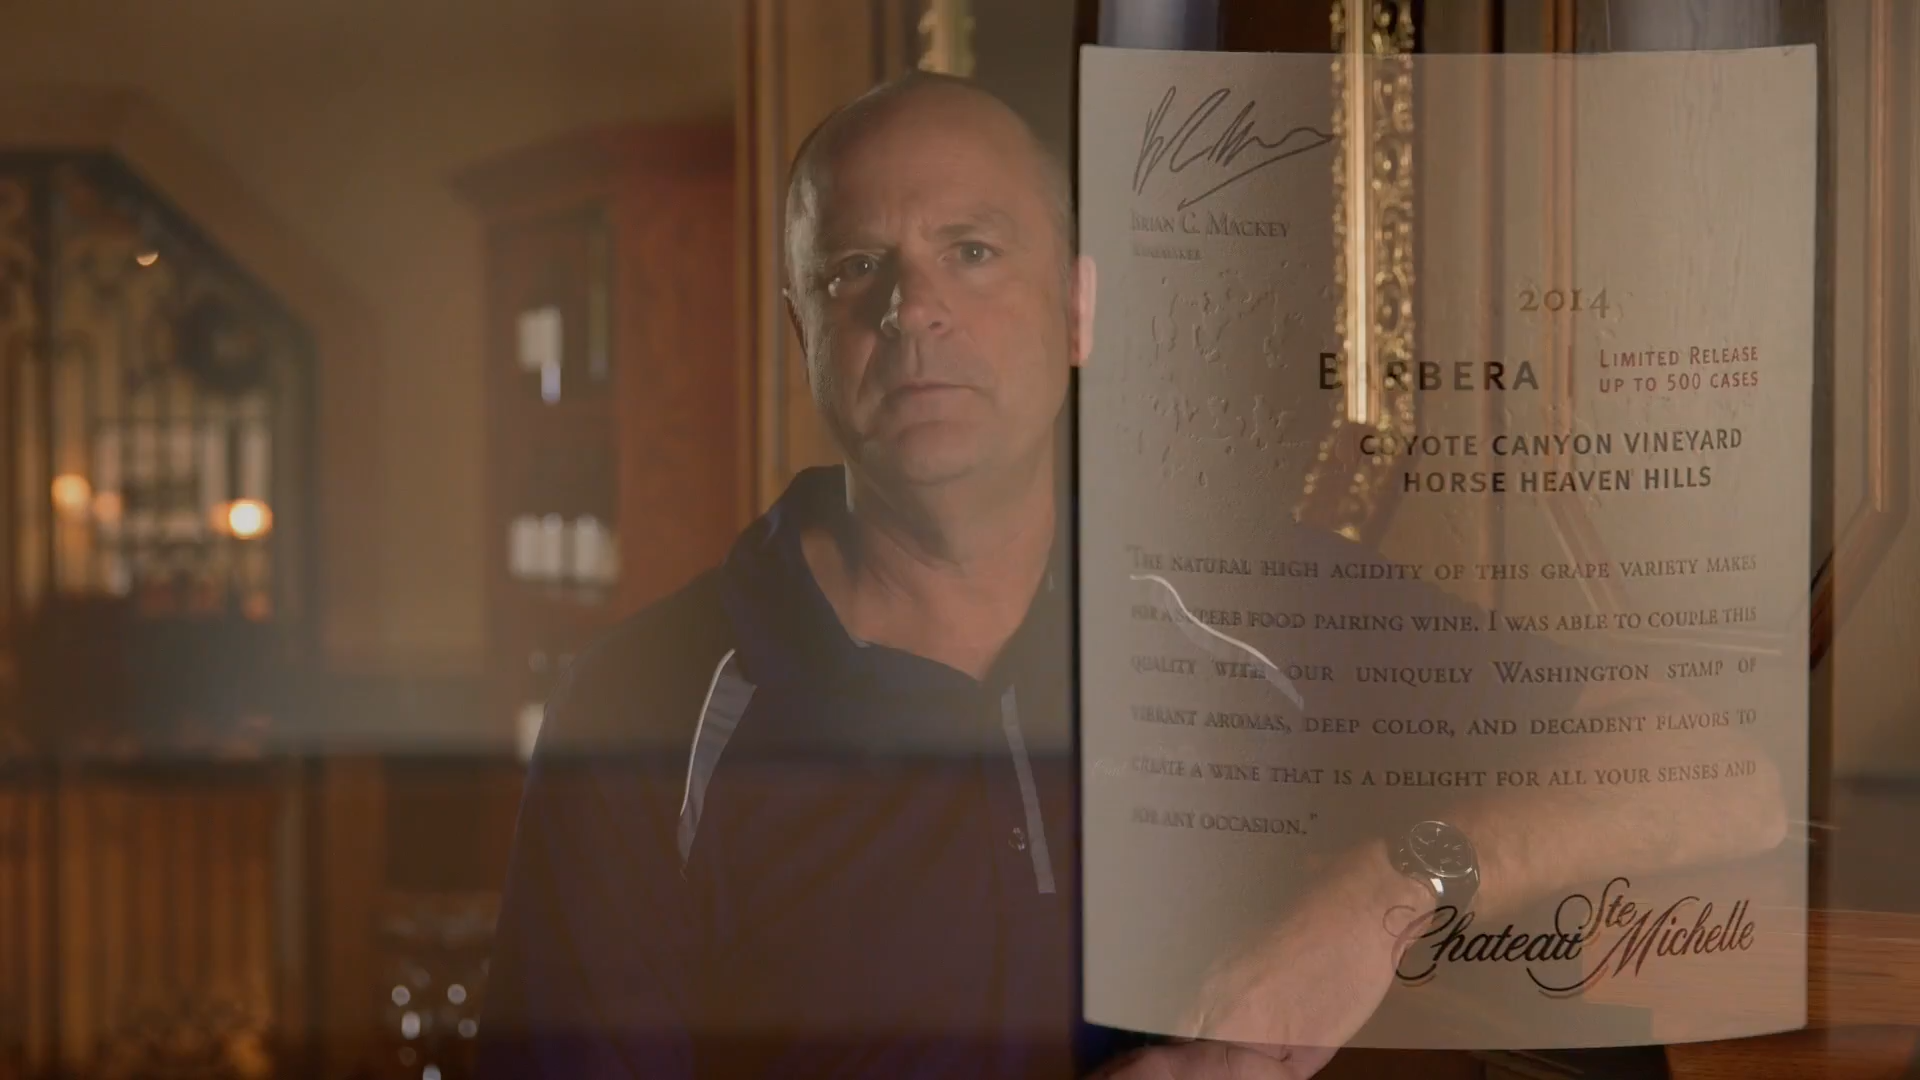 Brian C. Mackey
Winemaker
2014
Barbera
Limited Release
up to 500 cases
Coyote Canyon Vineyard
Horse Heaven Hills
"The natural high acidity of this grape variety makes
for a superb food pairing wine. I was able to couple this
quality with our uniquely Washington stamp of
vibrant aromas, deep color, and decadent flavors to
create a wine that is a delight for all your senses and
for any occasion."
Chateau Ste Michelle